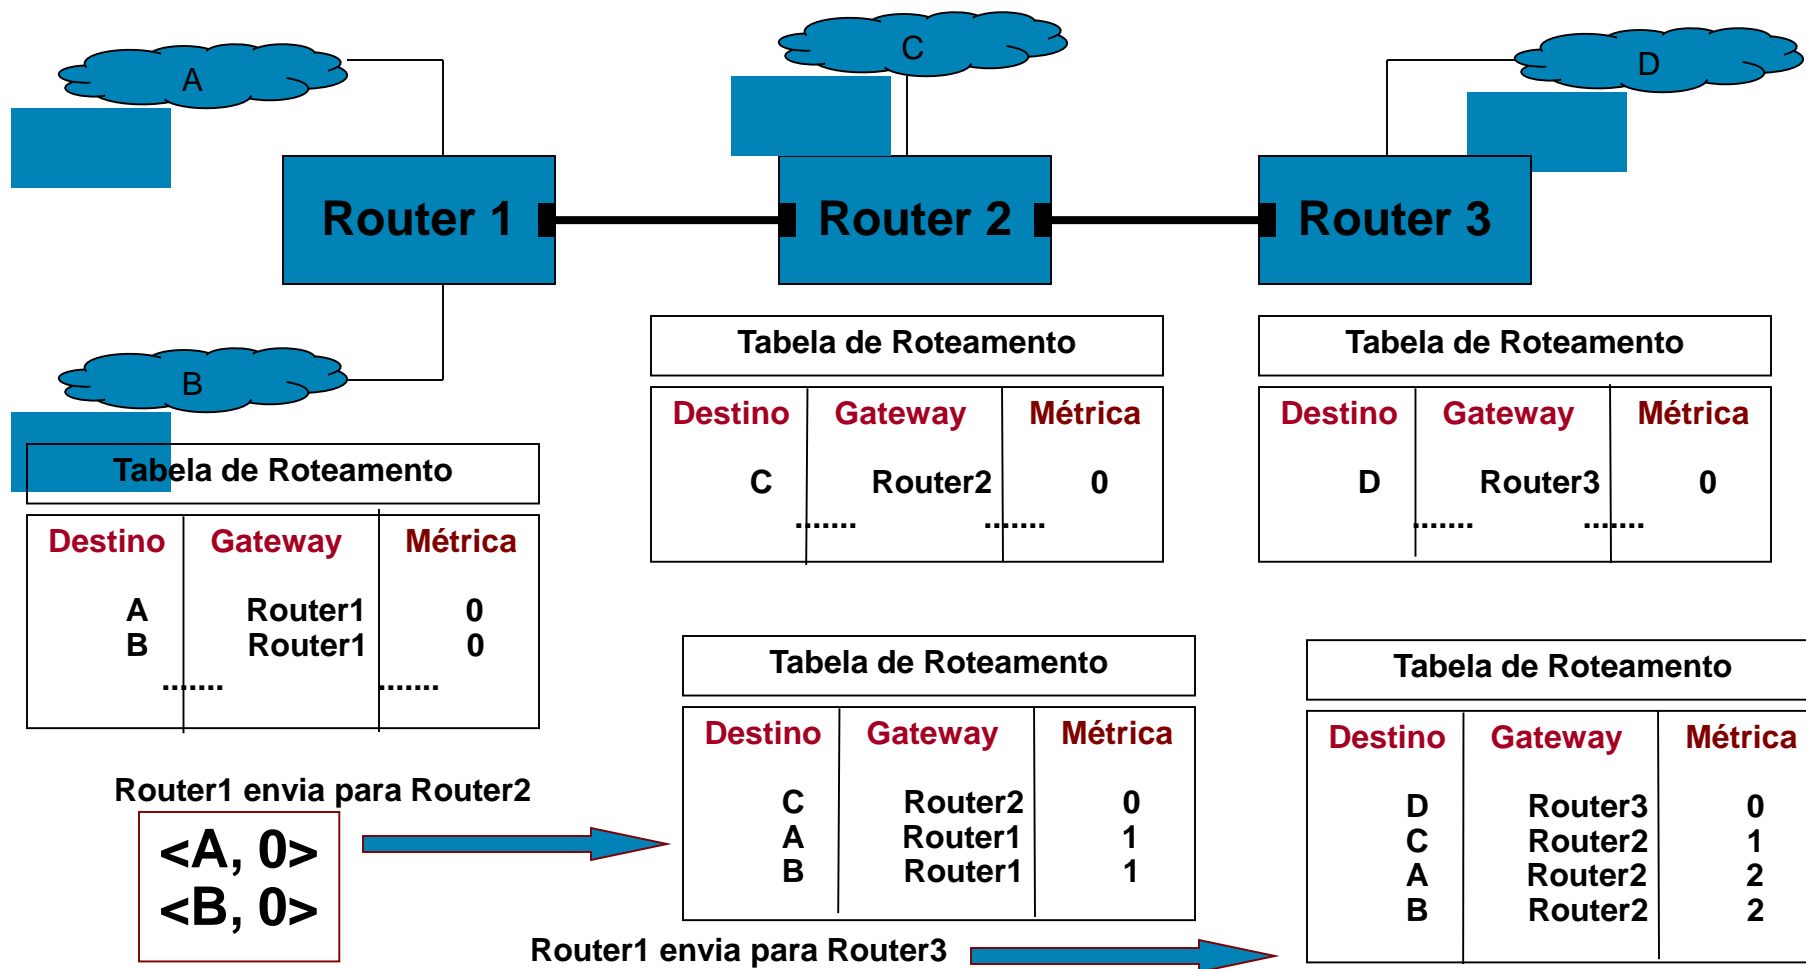 A
C
D
Router 1
Router 2
Router 3
B
Tabela de Roteamento
Destino Gateway Métrica
A Router1 0
B Router1 0
....... .......
Tabela de Roteamento
Destino Gateway Métrica
C Router2 0
....... .......
Tabela de Roteamento
Destino Gateway Métrica
D Router3 0
....... .......
Router1 envia para Router2
<A, 0>
<B, 0>
Tabela de Roteamento
Destino Gateway Métrica
C Router2 0
A Router1 1
B Router1 1
Router1 envia para Router3
Tabela de Roteamento
Destino Gateway Métrica
D Router3 0
C Router2 1
A Router2 2
B Router2 2